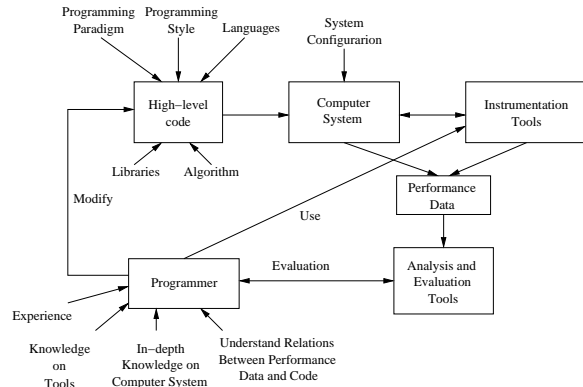 Programming
Paradigm
Programming
Style
Languages
System
Configurarion
High-level
code
Computer
System
Instrumentation
Tools
Libraries
Algorithm
Performance
Data
Modify
Use
Programmer
Evaluation
Analysis and
Evaluation
Tools
Experience
Knowledge
on
Tools
In-depth
Knowledge on
Computer System
Understand Relations
Between Performance
Data and Code